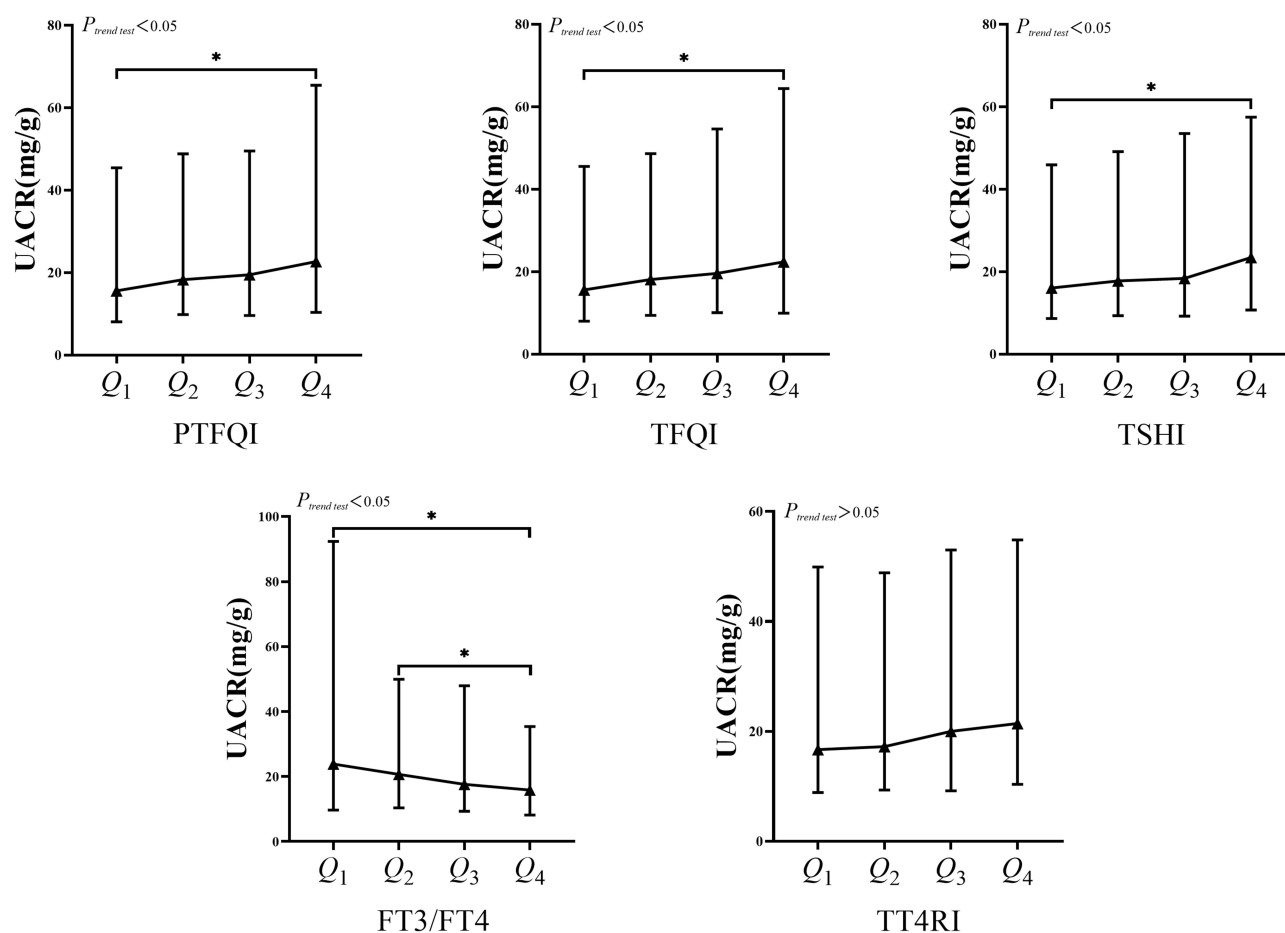 P trend test<0.05
*
80
60
40
20
0
UACR(mg/g)
Q1 Q2 Q3 Q4
PTFQI
P trend test<0.05
*
80
60
40
20
0
UACR(mg/g)
Q1 Q2 Q3 Q4
TFQI
P trend test<0.05
*
80
60
40
20
0
UACR(mg/g)
Q1 Q2 Q3 Q4
TSHI
P trend test<0.05
*
*
100
80
60
40
20
0
UACR(mg/g)
Q1 Q2 Q3 Q4
FT3/FT4
P trend test>0.05
60
40
20
0
UACR(mg/g)
Q1 Q2 Q3 Q4
TT4RI